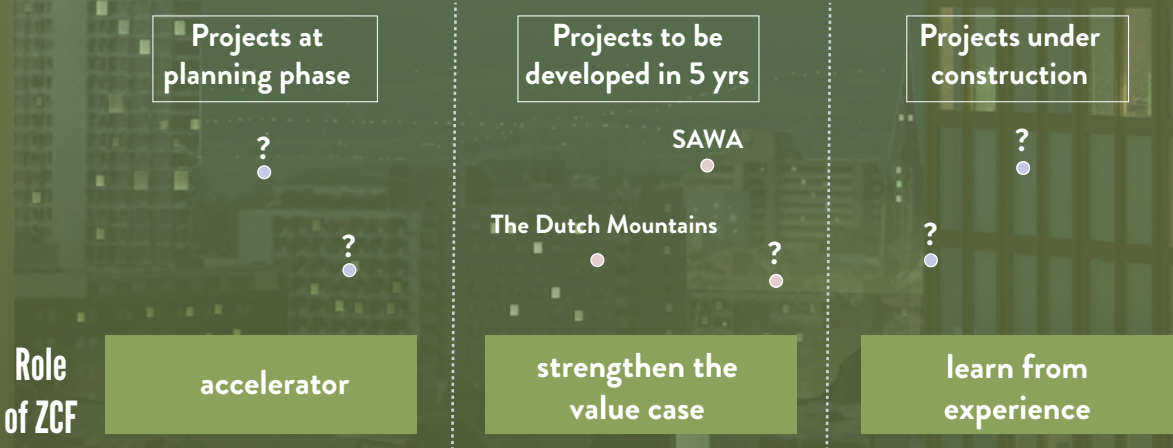 Projects at
planning phase
?
?
Projects to be
developed in 5 yrs
SAWA
The Dutch Mountains
?
Projects under
construction
?
?
Role
of ZCF
accelerator
strengthen the
value case
learn from
experience